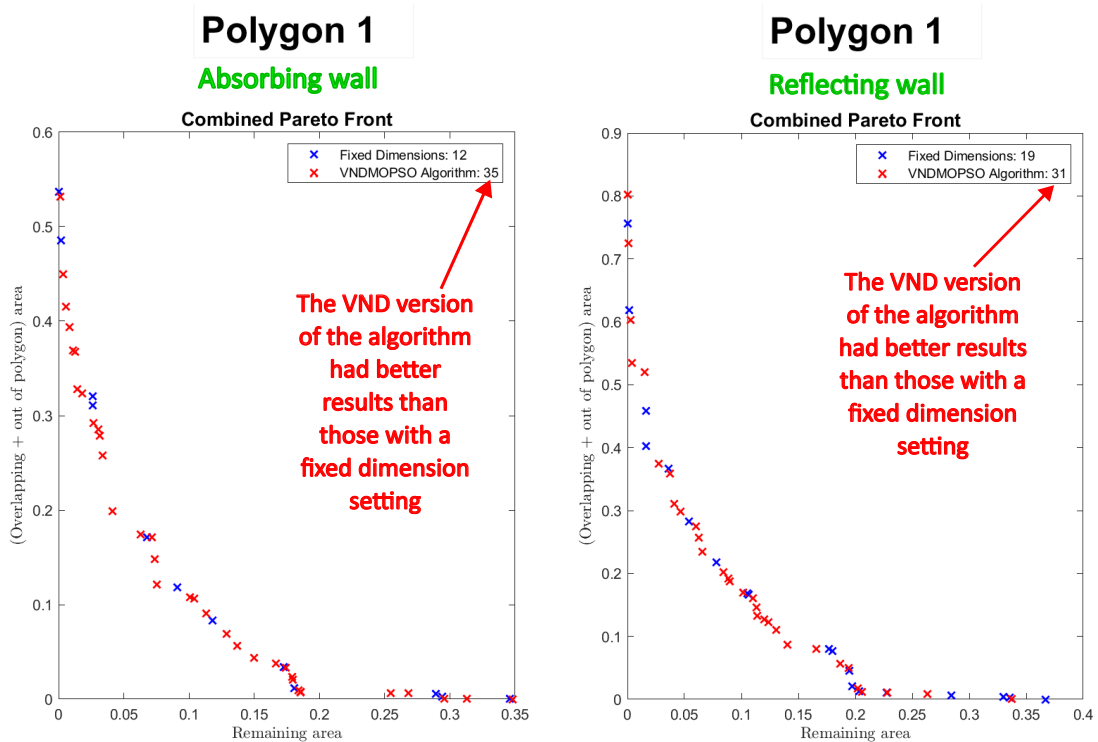 Polygon 1
Absorbing wall
Combined Pareto Front
Fixed Dimensions: 12
VNDMOPSO Algorithm: 35
The VND version
of the algorithm
had better
results than
those with a
fixed dimension
setting
(Overlapping + out of polygon) area
0.6
0.5
0.4
0.3
0.2
0.1
0
0
0.05
0.1
0.15
0.2
0.25
0.3
0.35
Remaining area
Polygon 1
Reflecting wall
Combined Pareto Front
Fixed Dimensions: 19
VNDMOPSO Algorithm: 31
The VND version
of the algorithm
had better results
than those with a
fixed dimension
setting
(Overlapping + out of polygon) area
0.9
0.8
0.7
0.6
0.5
0.4
0.3
0.2
0.1
0
0
0.05
0.1
0.15
0.2
0.25
0.3
0.35
0.4
Remaining area